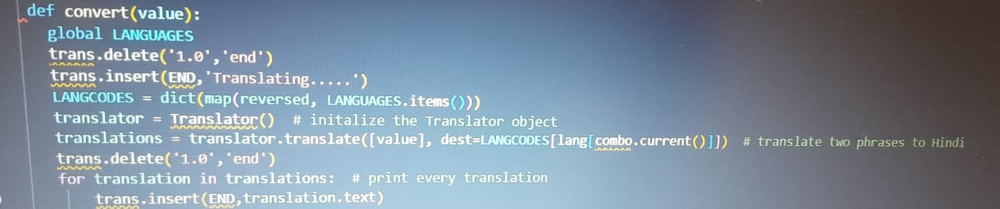 def convert(value):
global LANGUAGES
trans.delete('1.0','end')
trans.insert(END,'Translating.....')
LANGCODES = dict(map(reversed, LANGUAGES.items()))
translator = Translator()  # initalize the Translator object
translations = translator.translate([value], dest=LANGCODES[lang[combo.current()]])  # translate two phrases to Hindi
trans.delete('1.0','end')
for translation in translations:  # print every translation
trans.insert(END,translation.text)